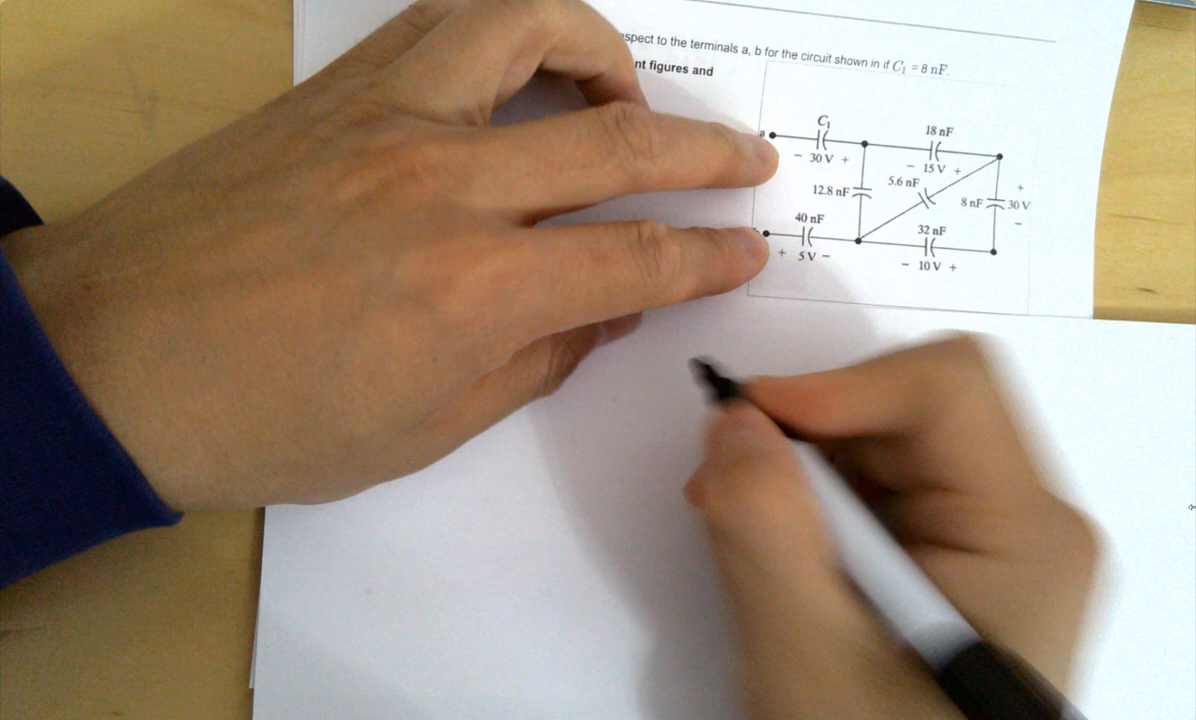 spect to the terminals a, b for the circuit shown in if C₁ = 8 nF.
nt figures and
C₁
18 nF
a
− 30 V +
− 15 V +
5.6 nF
+
12.8 nF
8 nF
30 V
−
40 nF
32 nF
+ 5 V −
− 10 V +